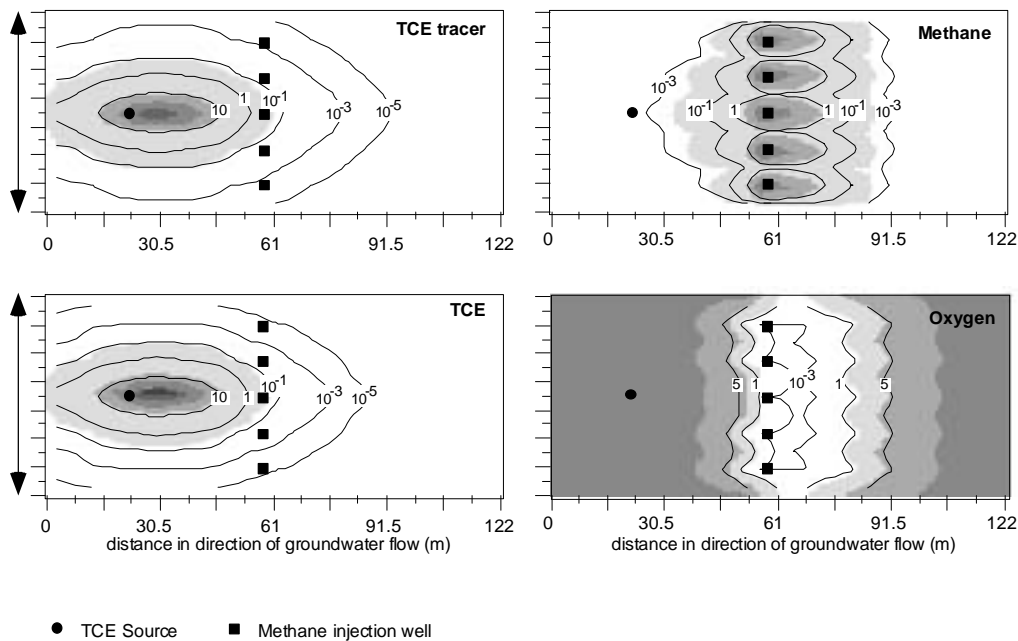 TCE tracer
10
1
10-1
10-3
10-5
0 30.5 61 91.5 122
Methane
10-3
10-1
1
1
10-1
10-3
0 30.5 61 91.5 122
TCE
10
1
10-1
10-3
10-5
0 30.5 61 91.5 122
distance in direction of groundwater flow (m)
Oxygen
5
1
10-3
1
5
0 30.5 61 91.5 122
distance in direction of groundwater flow (m)
TCE Source
Methane injection well